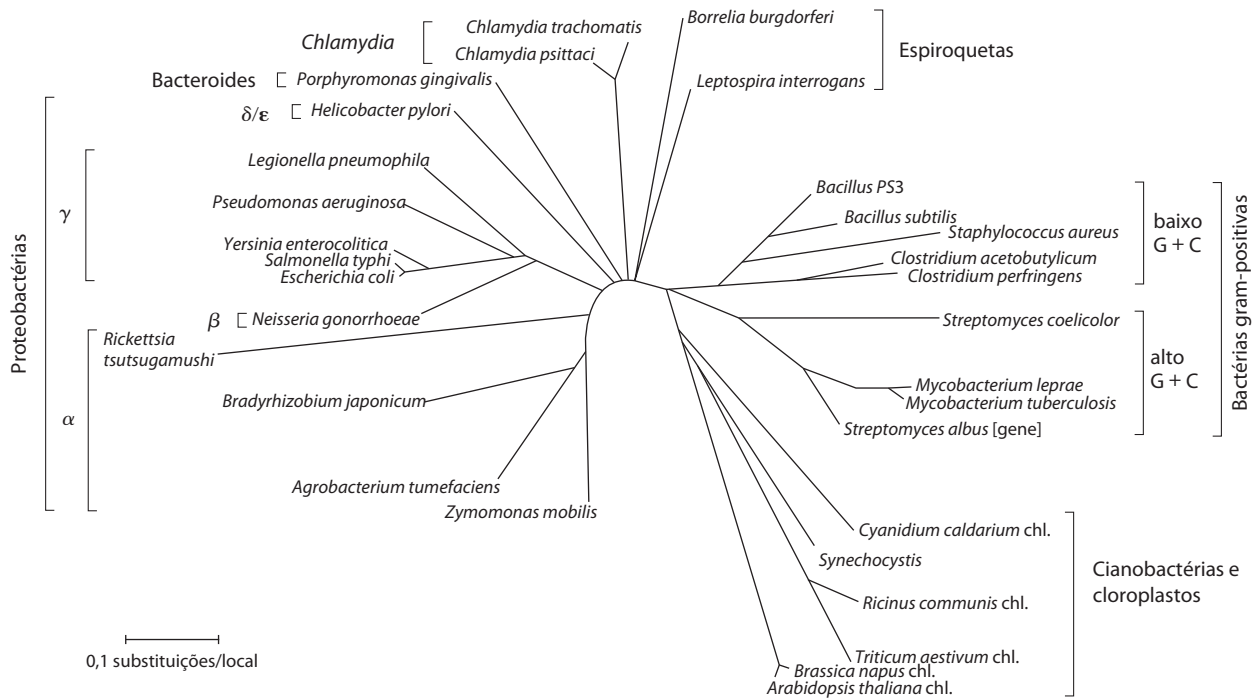 Chlamydia
Chlamydia trachomatis
Chlamydia psittaci
Bacteroides
Porphyromonas gingivalis
δ/ε
Helicobacter pylori
Borrelia burgdorferi
Leptospira interrogans
Espiroquetas
Proteobactérias
γ
Legionella pneumophila
Pseudomonas aeruginosa
Yersinia enterocolitica
Salmonella typhi
Escherichia coli
β
Neisseria gonorrhoeae
α
Rickettsia
tsutsugamushi
Bradyrhizobium japonicum
Agrobacterium tumefaciens
Zymomonas mobilis
Bacillus PS3
Bacillus subtilis
Staphylococcus aureus
Clostridium acetobutylicum
Clostridium perfringens
baixo
G + C
Bactérias gram-positivas
Streptomyces coelicolor
Mycobacterium leprae
Mycobacterium tuberculosis
Streptomyces albus [gene]
alto
G + C
Cyanidium caldarium chl.
Synechocystis
Ricinus communis chl.
Triticum aestivum chl.
Brassica napus chl.
Arabidopsis thaliana chl.
Cianobactérias e
cloroplastos
0,1 substituições/local